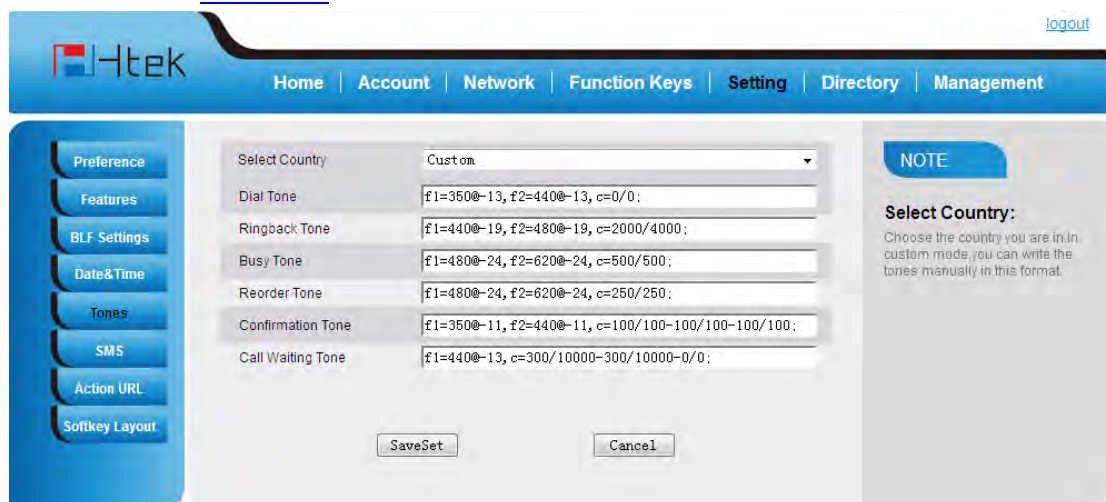 logout
Htek
Home | Account | Network | Function Keys | Setting | Directory | Management
Preference
Features
BLF Settings
Date&Time
Tones
SMS
Action URL
Softkey Layout
Select Country Custom
Dial Tone f1=350@-13,f2=440@-13,c=0/0;
Ringback Tone f1=440@-19,f2=480@-19,c=2000/4000;
Busy Tone f1=480@-24,f2=620@-24,c=500/500;
Reorder Tone f1=480@-24,f2=620@-24,c=250/250;
Confirmation Tone f1=350@-11,f2=440@-11,c=100/100-100/100-100/100;
Call Waiting Tone f1=440@-13,c=300/10000-300/10000-0/0;
SaveSet Cancel
NOTE
Select Country:
Choose the country you are in.In
custom mode,you can write the
tones manually in this format.